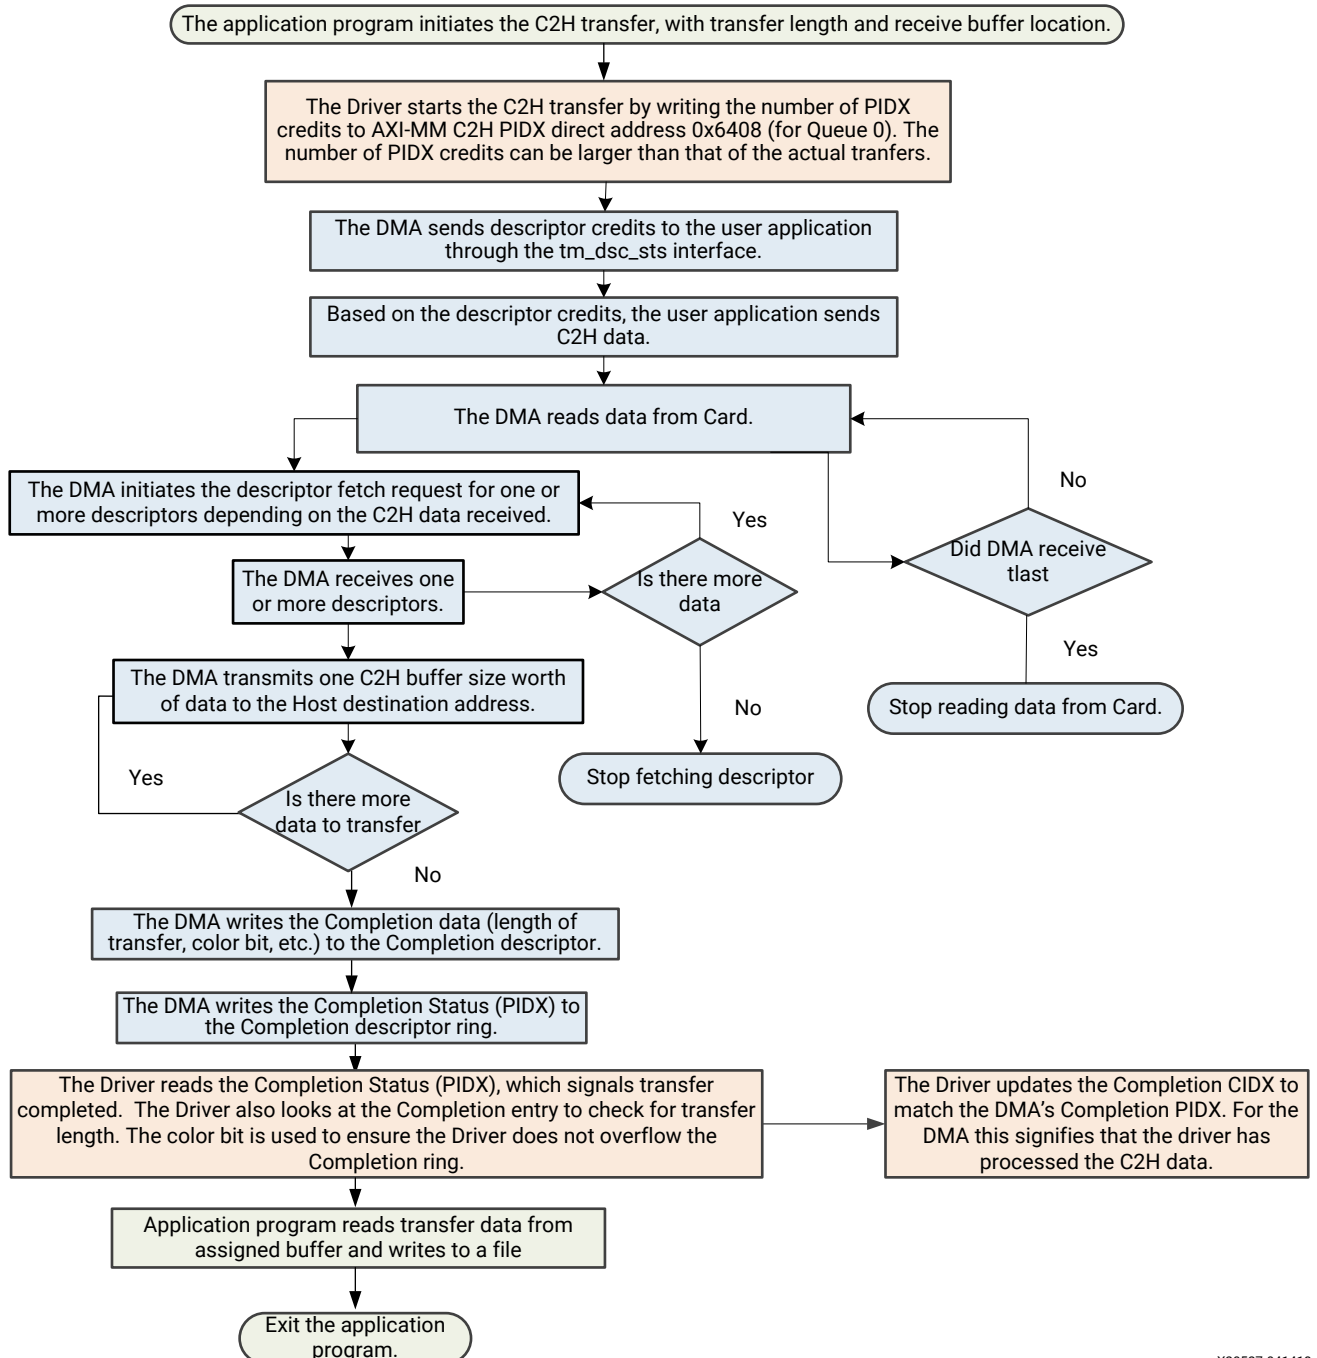 The application program initiates the C2H transfer, with transfer length and receive buffer location.
The Driver starts the C2H transfer by writing the number of PIDX
credits to AXI-MM C2H PIDX direct address 0x6408 (for Queue 0). The
number of PIDX credits can be larger than that of the actual tranfers.
The DMA sends descriptor credits to the user application
through the tm_dsc_sts interface.
Based on the descriptor credits, the user application sends
C2H data.
The DMA reads data from Card.
No
The DMA initiates the descriptor fetch request for one or
more descriptors depending on the C2H data received.
Yes
Did DMA receive
tlast
The DMA receives one
or more descriptors.
Is there more
data
Yes
The DMA transmits one C2H buffer size worth
of data to the Host destination address.
No
Stop reading data from Card.
Yes
Stop fetching descriptor
Is there more
data to transfer
No
The DMA writes the Completion data (length of
transfer, color bit, etc.) to the Completion descriptor.
The DMA writes the Completion Status (PIDX) to
the Completion descriptor ring.
The Driver reads the Completion Status (PIDX), which signals transfer
completed.  The Driver also looks at the Completion entry to check for transfer
length. The color bit is used to ensure the Driver does not overflow the
Completion ring.
The Driver updates the Completion CIDX to
match the DMA's Completion PIDX. For the
DMA this signifies that the driver has
processed the C2H data.
Application program reads transfer data from
assigned buffer and writes to a file
Exit the application
program.